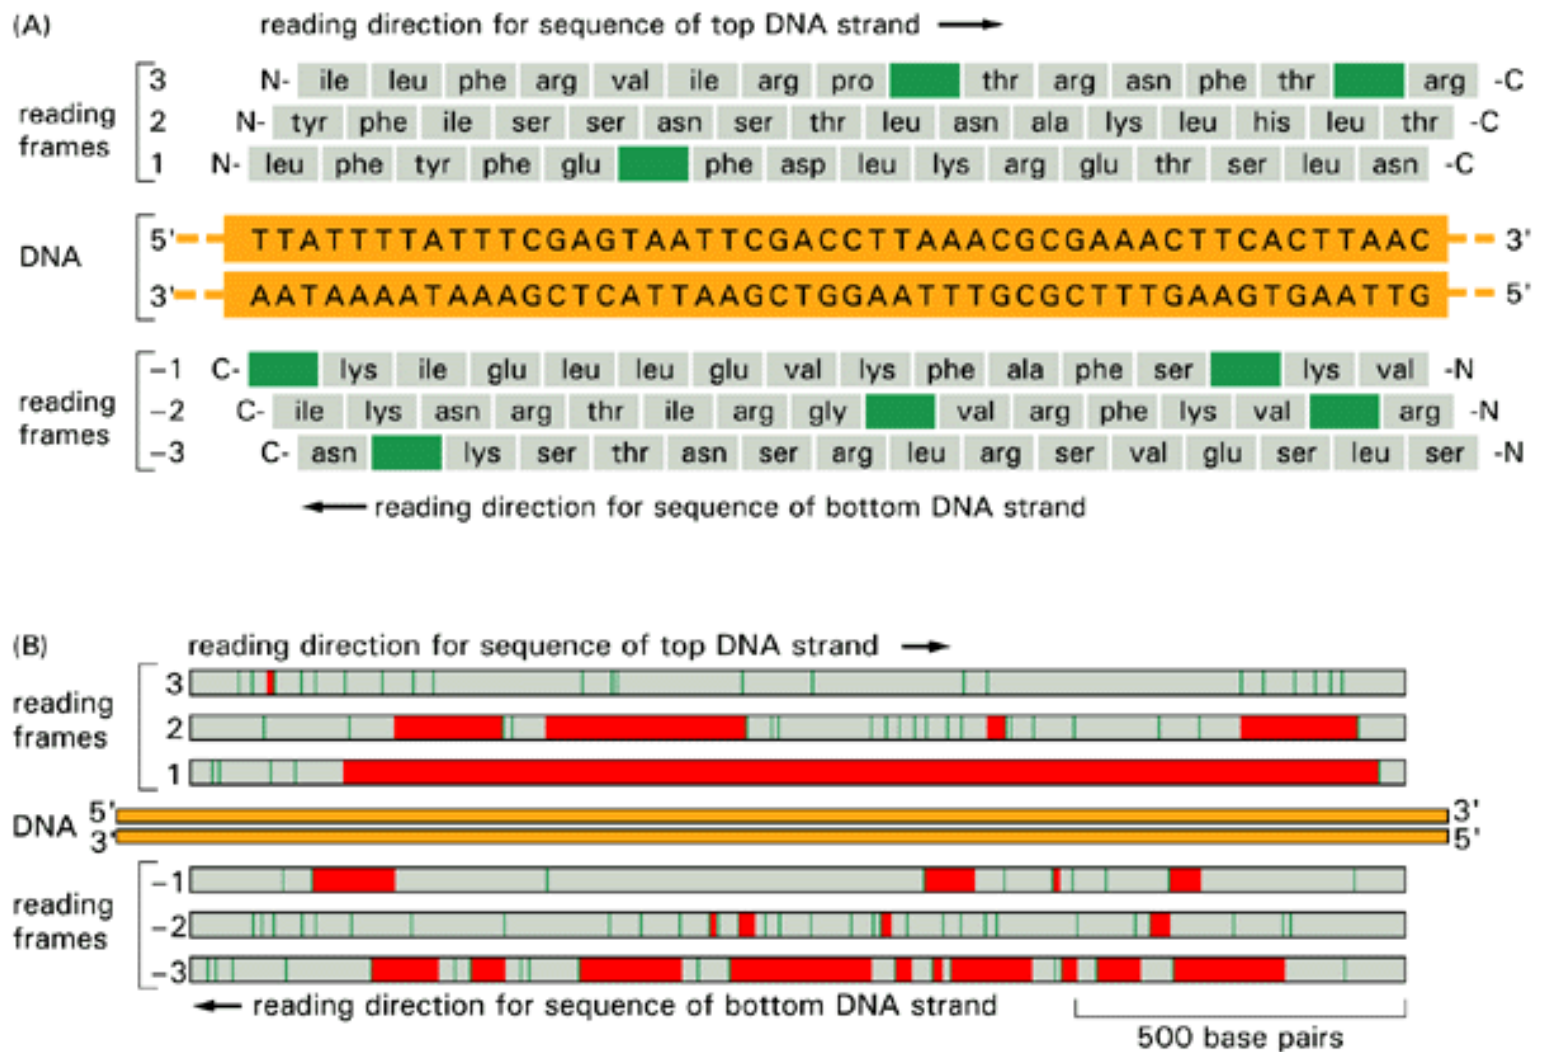 (A) reading direction for sequence of top DNA strand
3 N- ile leu phe arg val ile arg pro thr arg asn phe thr arg -C
reading frames
2 N- tyr phe ile ser ser asn ser thr leu asn ala lys leu his leu thr -C
1 N- leu phe tyr phe glu phe asp leu lys arg glu thr ser leu asn -C
DNA
5' TTATTTTATTTCGAGTAATTCGACCTTAAACGCGAAACTTCACTTAAC 3'
3' AATAAAATAAAGCTCATTAAGCTGGAATTTGCGCTTTGAAGTGAATTG 5'
-1 C- lys ile glu leu leu glu val lys phe ala phe ser lys val -N
reading frames
-2 C- ile lys asn arg thr ile arg gly val arg phe lys val arg -N
-3 C- asn lys ser thr asn ser arg leu arg ser val glu ser leu ser -N
reading direction for sequence of bottom DNA strand
(B) reading direction for sequence of top DNA strand
3
reading frames
2
1
DNA
5' 3'
3' 5'
-1
reading frames
-2
-3
reading direction for sequence of bottom DNA strand
500 base pairs